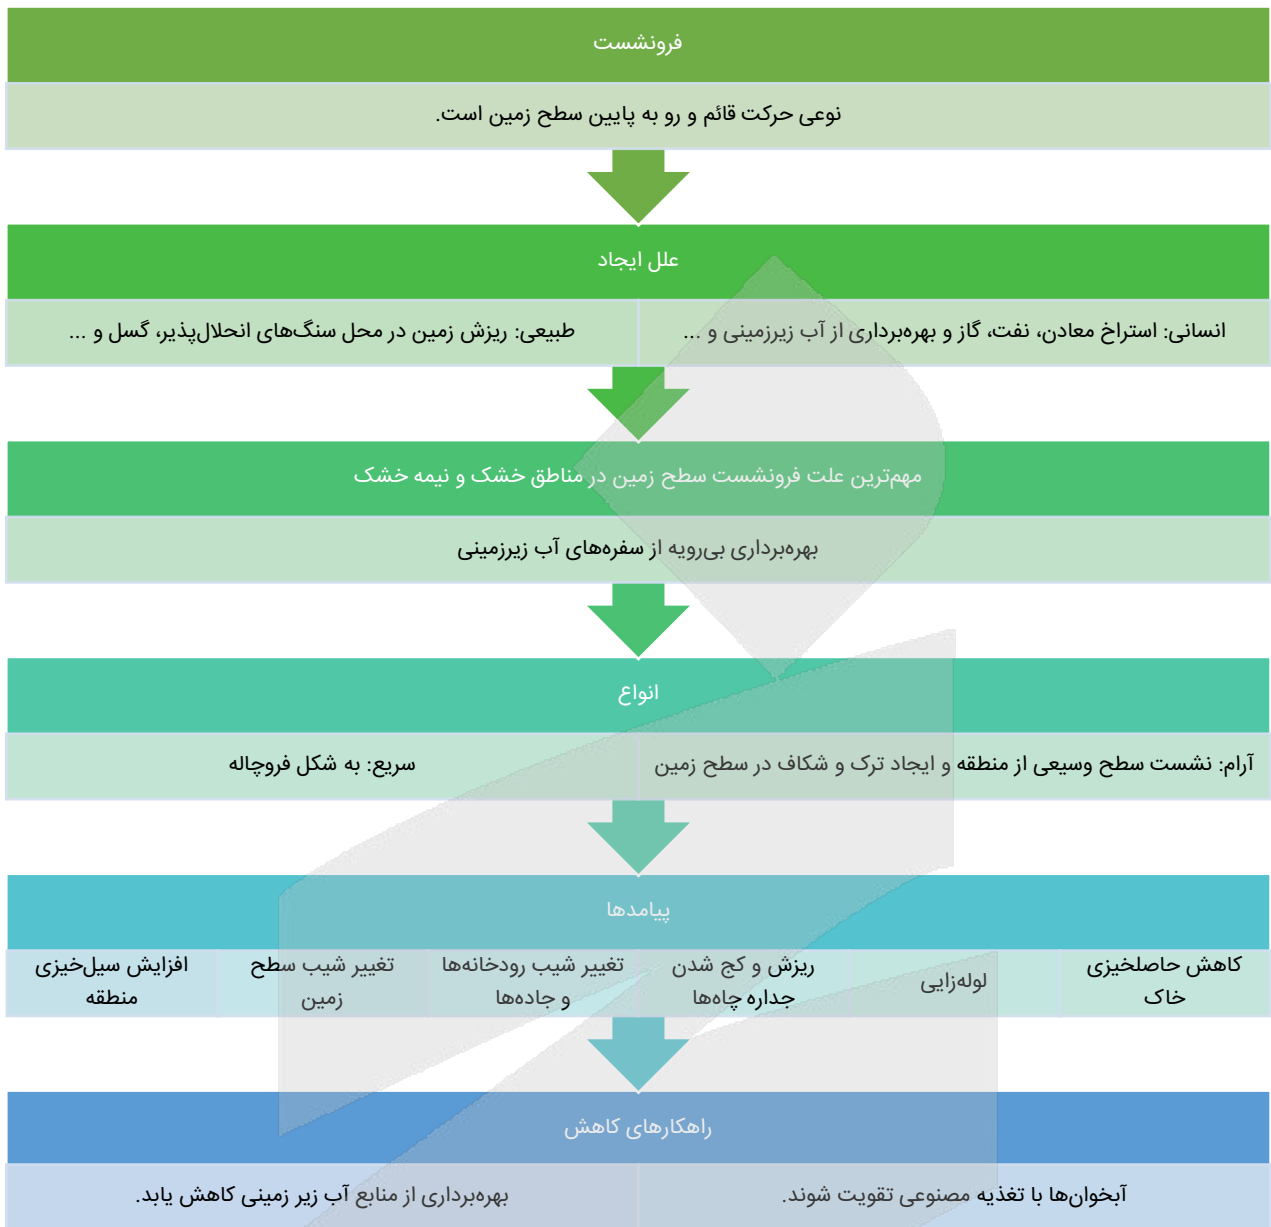 فرونشست
نوعی حرکت قائم و رو به پایین سطح زمین است.
علل ایجاد
انسانی: استراخ معادن، نفت، گاز و بهره‌برداری از آب زیرزمینی و ...
طبیعی: ریزش زمین در محل سنگ‌های انحلال‌پذیر، گسل و ...
مهم‌ترین علت فرونشست سطح زمین در مناطق خشک و نیمه خشک
بهره‌برداری بی‌رویه از سفره‌های آب زیرزمینی
انواع
آرام: نشست سطح وسیعی از منطقه و ایجاد ترک و شکاف در سطح زمین
سریع: به شکل فروچاله
پیامدها
کاهش حاصلخیزی
خاک
لوله‌زایی
ریزش و کج شدن
جداره چاه‌ها
تغییر شیب رودخانه‌ها
و جاده‌ها
تغییر شیب سطح
زمین
افزایش سیل‌خیزی
منطقه
راهکارهای کاهش
آبخوان‌ها با تغذیه مصنوعی تقویت شوند.
بهره‌برداری از منابع آب زیر زمینی کاهش یابد.